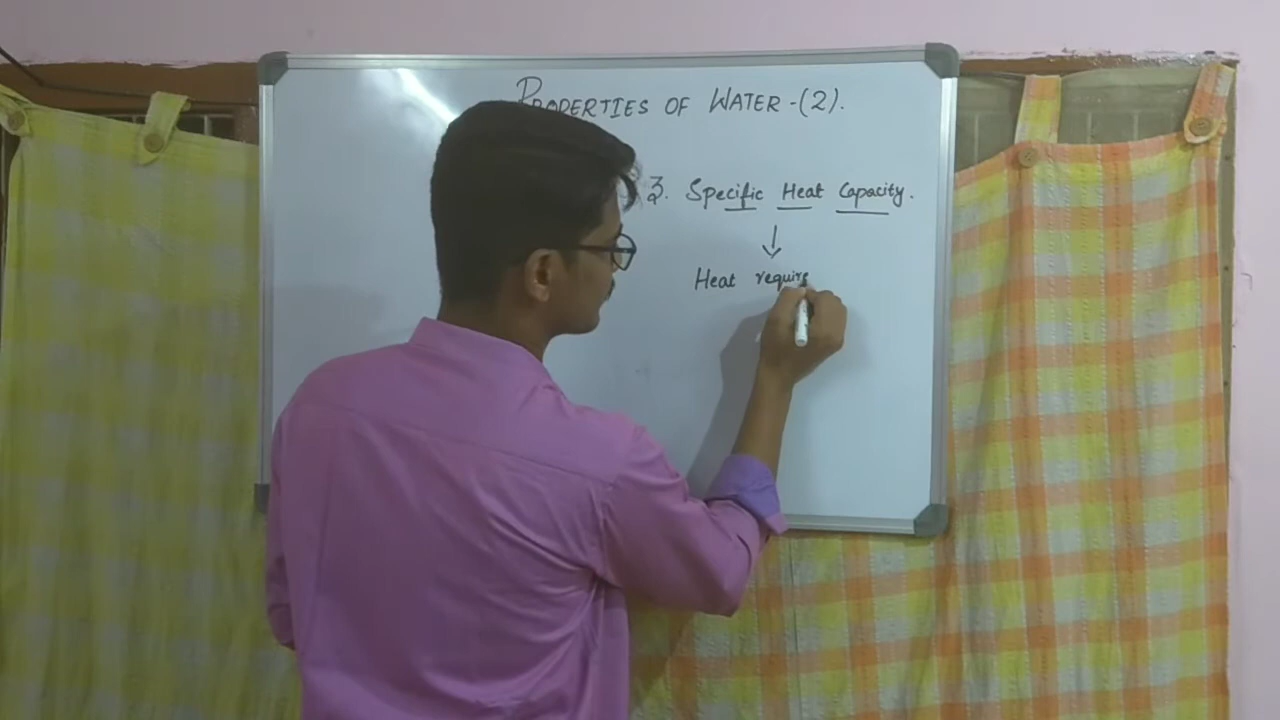 PROPERTIES OF WATER -(2).
3. Specific Heat Capacity.
↓
Heat require